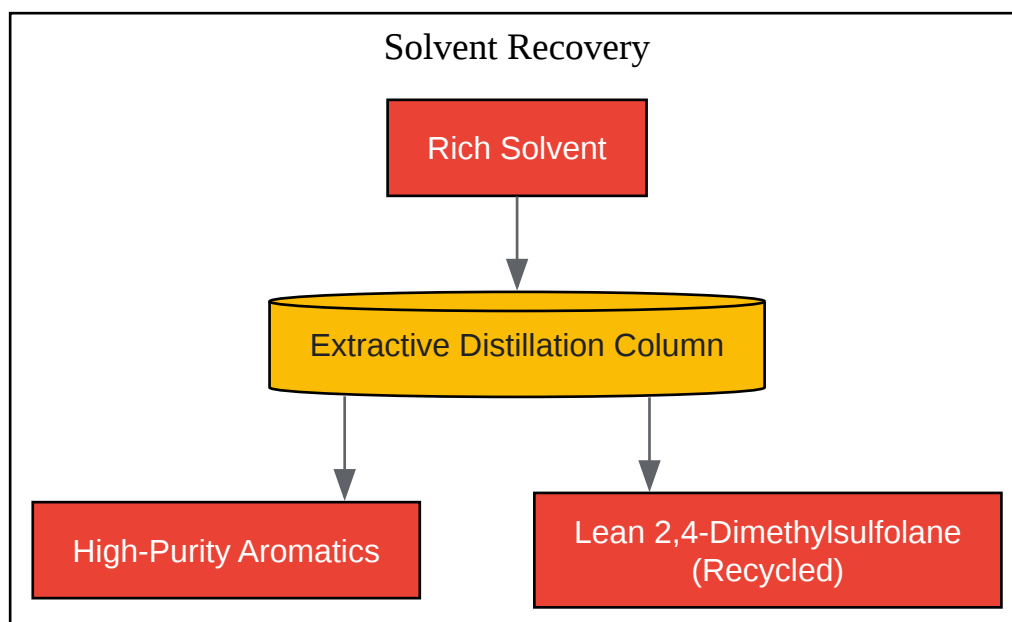 Solvent Recovery
Rich Solvent
Extractive Distillation Column
High-Purity Aromatics
Lean 2,4-Dimethylsulfolane
(Recycled)